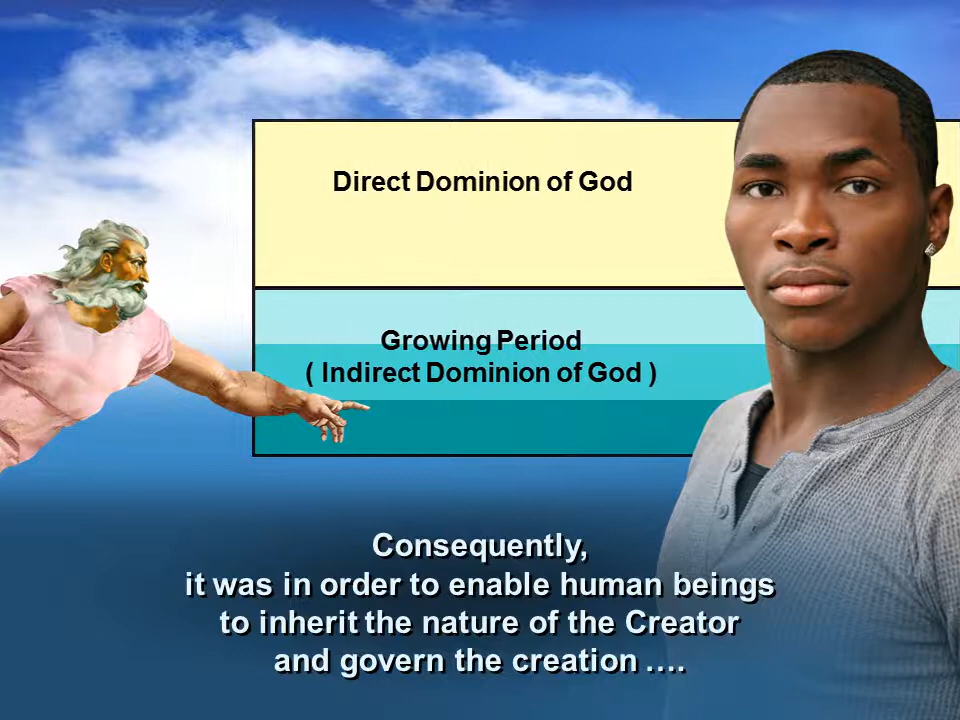 Direct Dominion of God
Growing Period
( Indirect Dominion of God )
Consequently,
it was in order to enable human beings
to inherit the nature of the Creator
and govern the creation ….